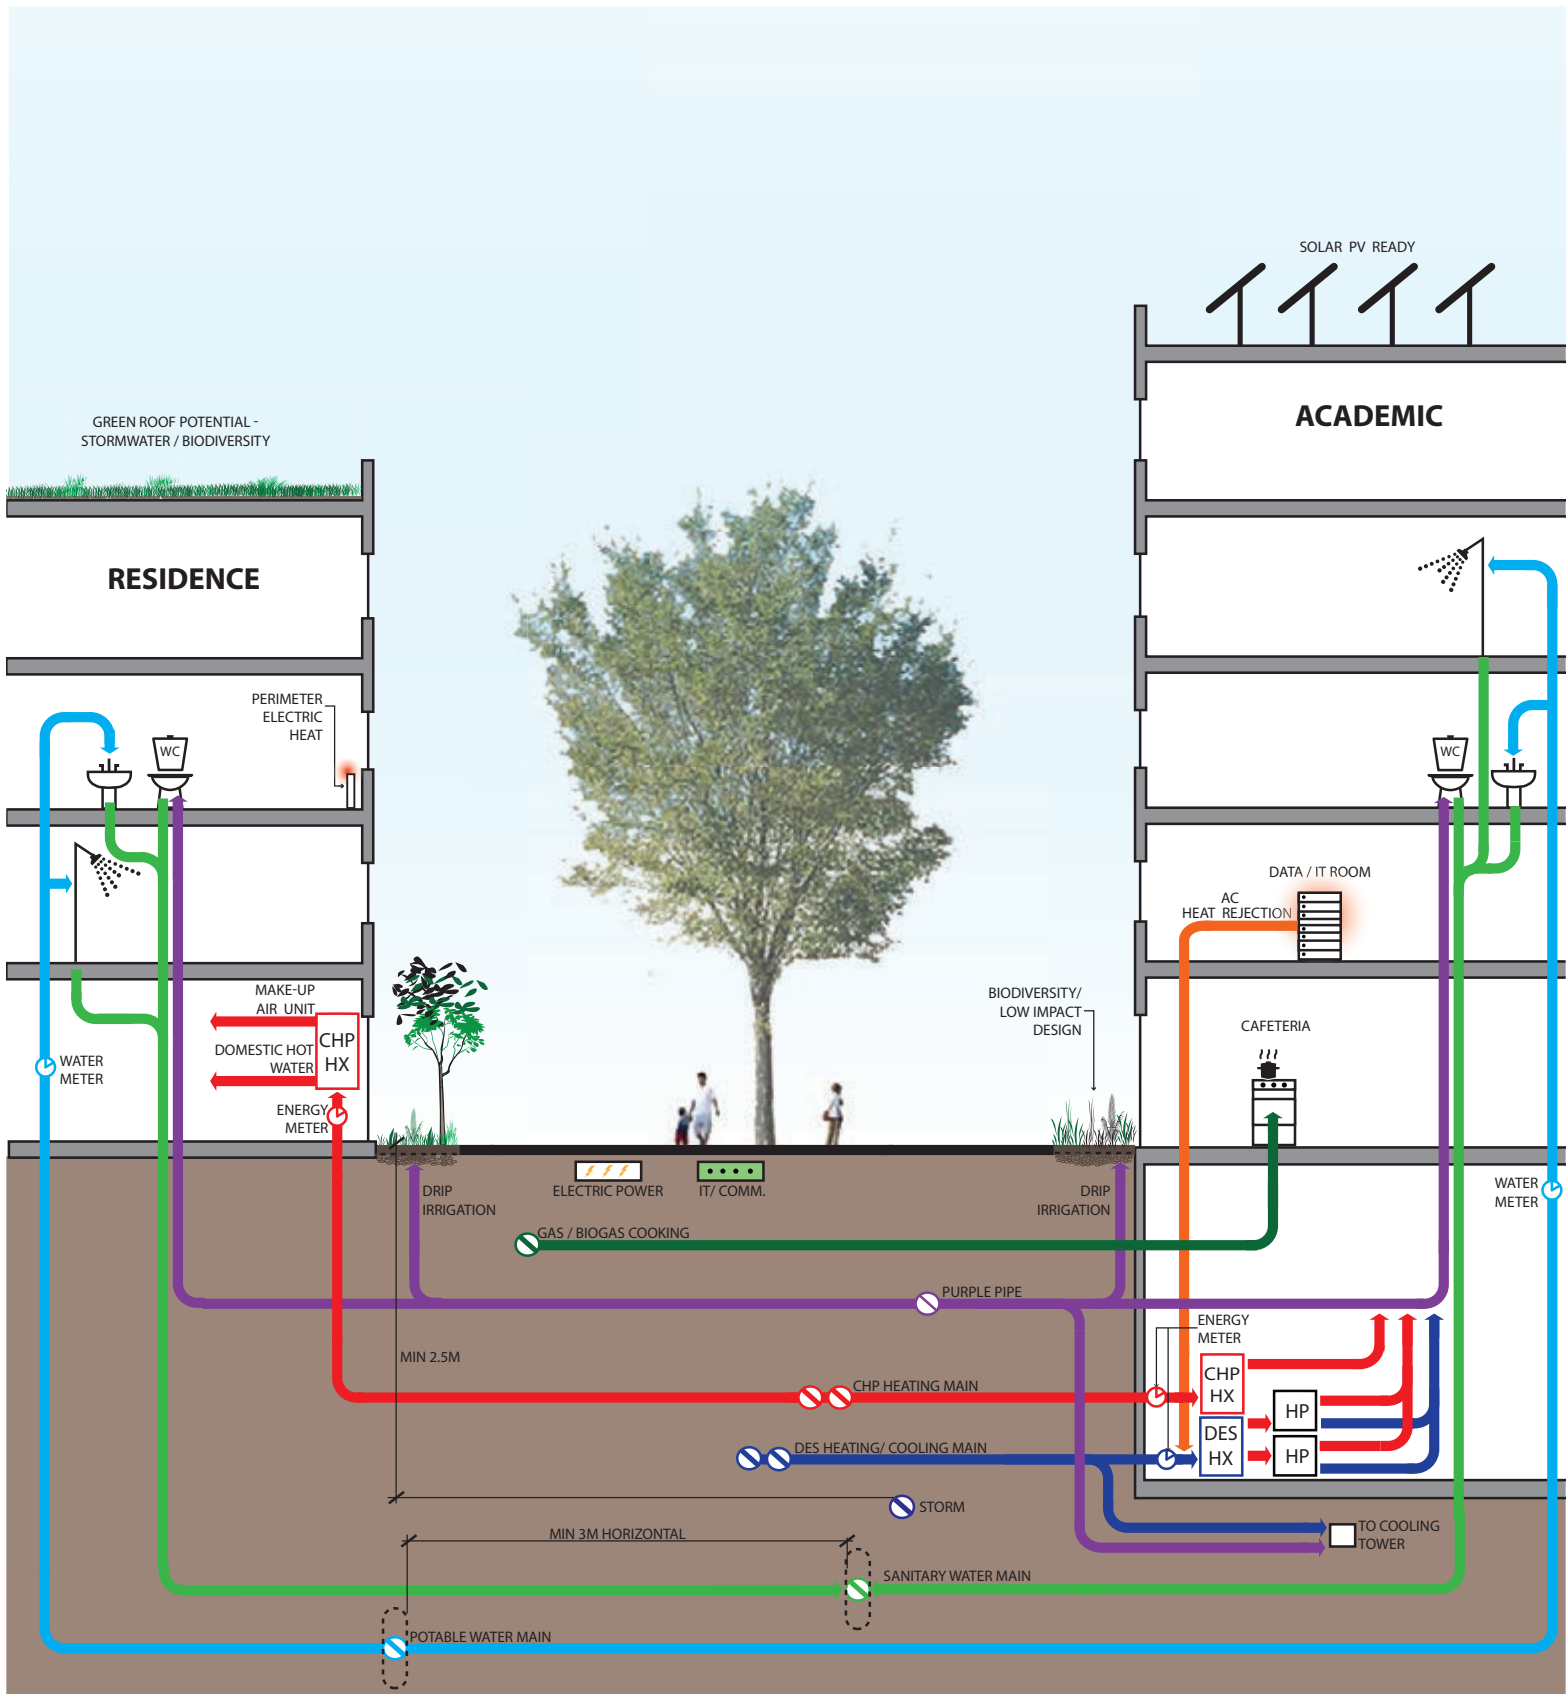 SOLAR PV READY
ACADEMIC
GREEN ROOF POTENTIAL -
STORMWATER / BIODIVERSITY
RESIDENCE
PERIMETER
ELECTRIC
HEAT
WC
WC
DATA / IT ROOM
AC
HEAT REJECTION
MAKE-UP
AIR UNIT
DOMESTIC HOT
WATER
CHP
HX
WATER
METER
ENERGY
METER
BIODIVERSITY/
LOW IMPACT
DESIGN
CAFETERIA
ELECTRIC POWER
IT/ COMM.
DRIP
IRRIGATION
DRIP
IRRIGATION
WATER
METER
GAS / BIOGAS COOKING
PURPLE PIPE
ENERGY
METER
MIN 2.5M
CHP HEATING MAIN
CHP
HX
HP
DES HEATING/ COOLING MAIN
DES
HX
HP
STORM
TO COOLING
TOWER
MIN 3M HORIZONTAL
SANITARY WATER MAIN
POTABLE WATER MAIN